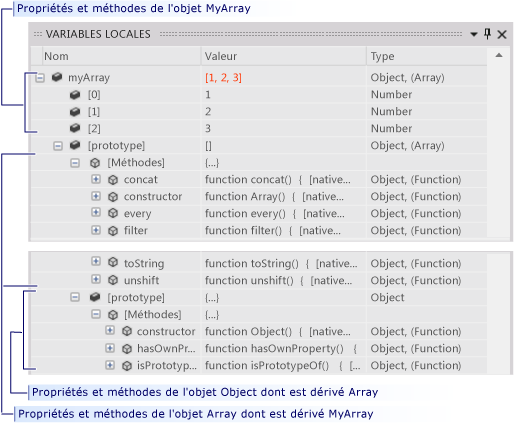 Propriétés et méthodes de l'objet MyArray
VARIABLES LOCALES
Nom Valeur Type
myArray [1, 2, 3] Object, (Array)
[0] 1 Number
[1] 2 Number
[2] 3 Number
[prototype] [] Object, (Array)
[Méthodes] {...}
concat function concat() { [native... Object, (Function)
constructor function Array() { [native... Object, (Function)
every function every() { [native... Object, (Function)
filter function filter() { [native... Object, (Function)
toString function toString() { [native... Object, (Function)
unshift function unshift() { [native... Object, (Function)
[prototype] {...} Object
[Méthodes] {...}
constructor function Object() { [native... Object, (Function)
hasOwnPr... function hasOwnProperty() { Object, (Function)
isPrototyp... function isPrototypeOf() { [... Object, (Function)
Propriétés et méthodes de l'objet Object dont est dérivé Array
Propriétés et méthodes de l'objet Array dont est dérivé MyArray